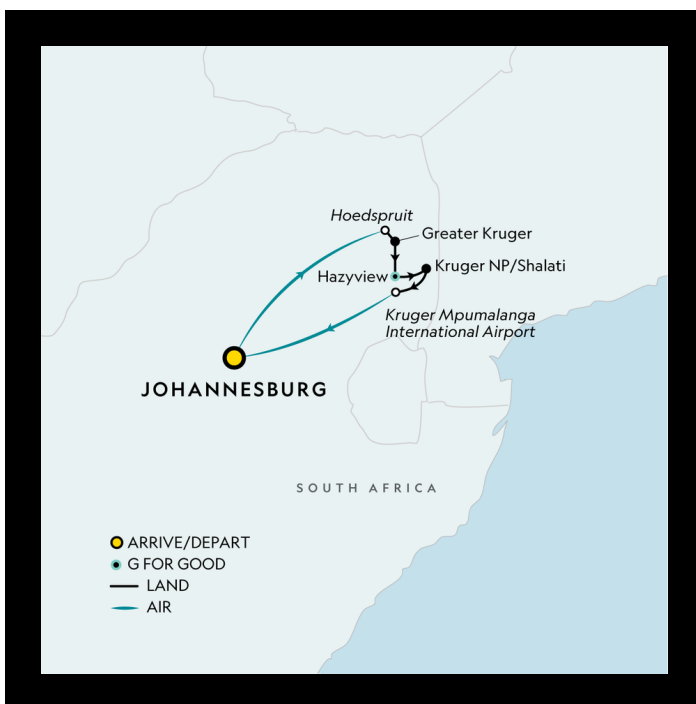 Hoedspruit
Greater Kruger
Kruger NP/Shalati
Hazyview
Kruger Mpumalanga
International Airport
JOHANNESBURG
SOUTH AFRICA
ARRIVE/DEPART
G FOR GOOD
LAND
AIR